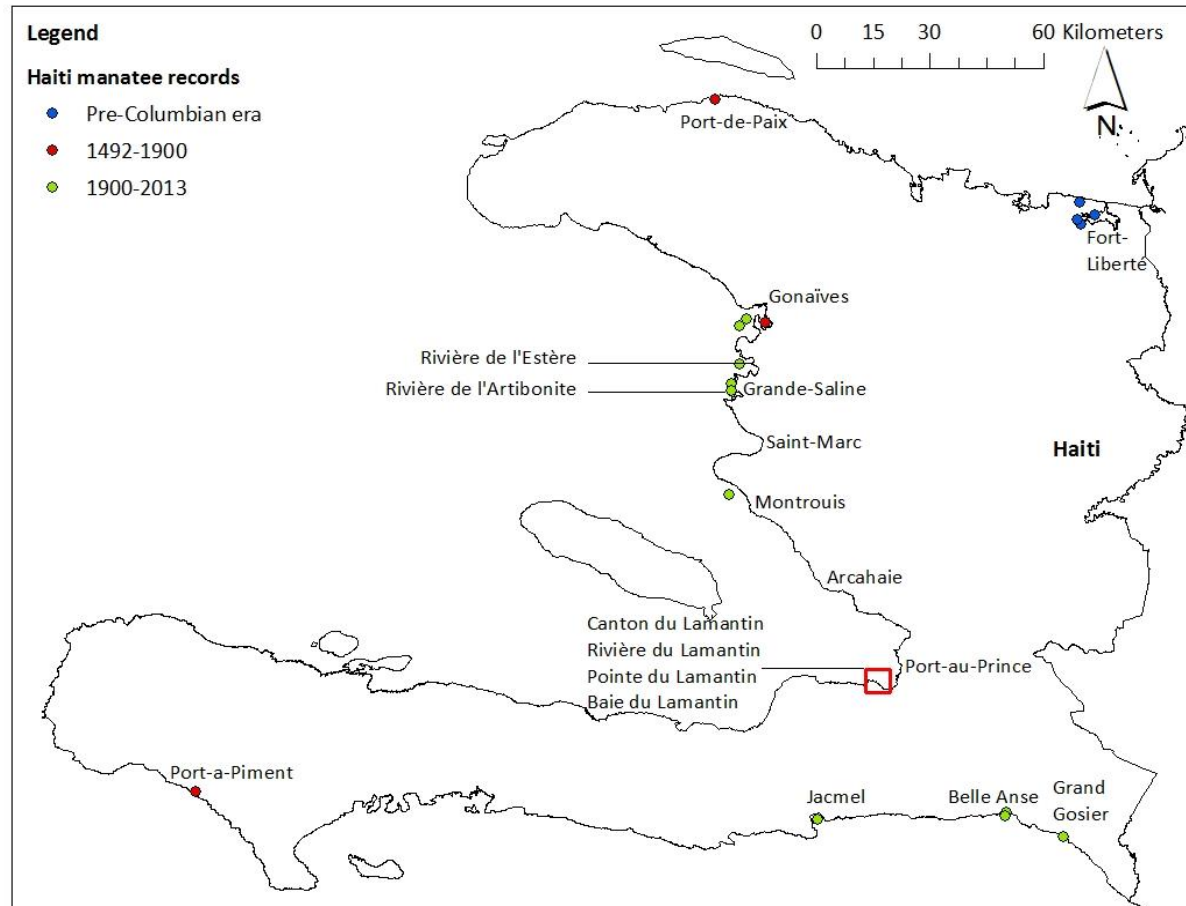 Legend
Haiti manatee records
Pre-Columbian era
1492-1900
1900-2013
0 15 30 60 Kilometers
N
Port-de-Paix
Fort-
Liberté
Gonaïves
Rivière de l'Estère
Rivière de l'Artibonite
Grande-Saline
Saint-Marc
Haiti
Montrouis
Arcahaie
Canton du Lamantin
Rivière du Lamantin
Pointe du Lamantin
Baie du Lamantin
Port-au-Prince
Port-a-Piment
Jacmel
Belle Anse
Grand
Gosier